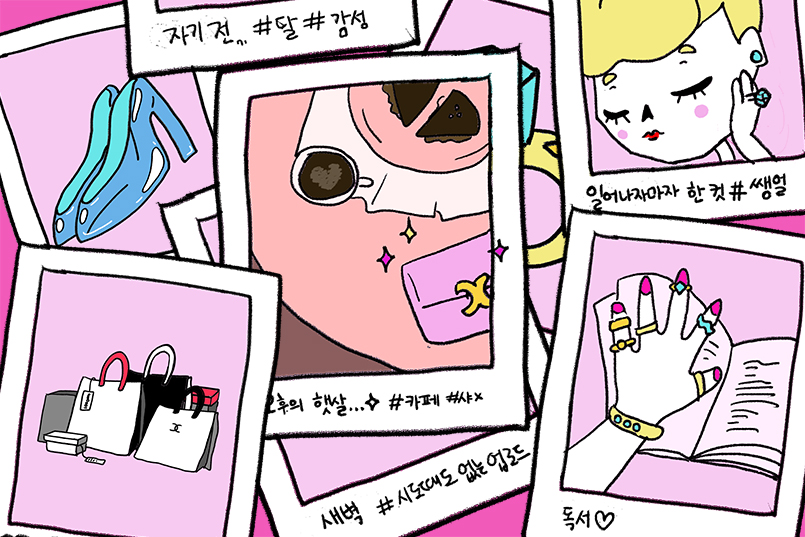 자기 전,,, #달 #감성
일어나자마자 한 컷 #쌩얼
오후의 햇살... #카페 #샤x
새벽 #시도때도 없는 업로드
독서♡